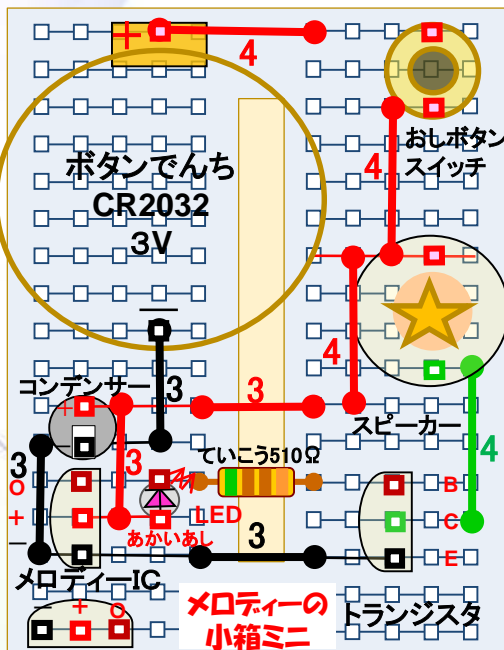 +
4
おしボタン
スイッチ
4
ボタンでんち
CR2032
3V
—
4
コンデンサー
3
3
スピーカー
+
3
3
4
ていこう510Ω
O
+
—
LED
あかいあし
3
B
C
E
メロディーIC
トランジスタ
— + O
メロディーの
小箱ミニ